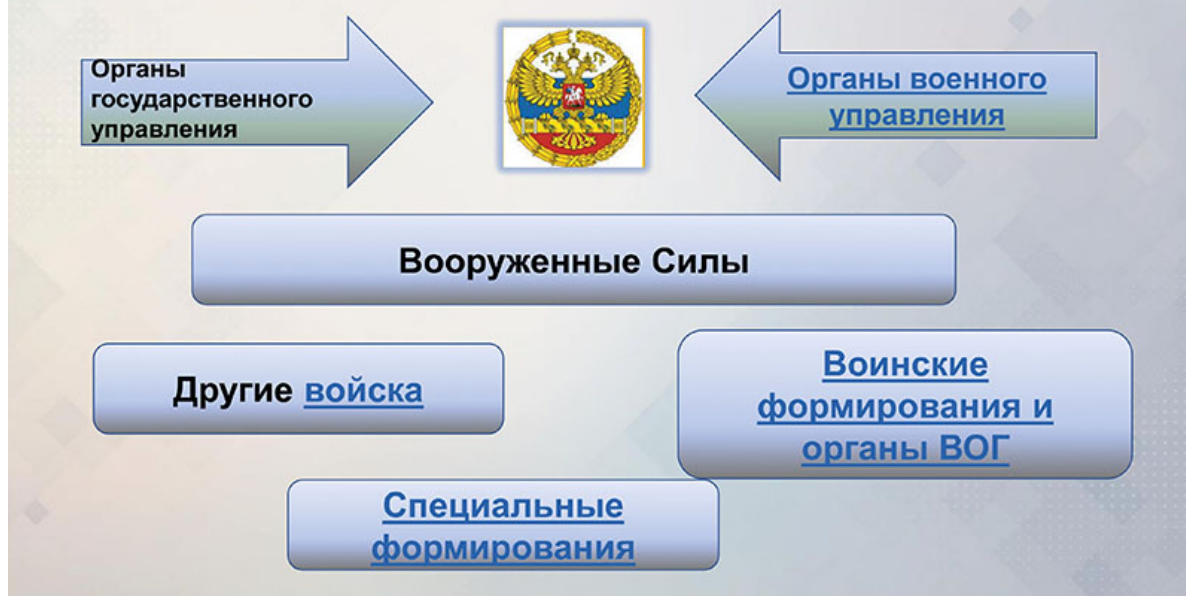 Органы
государственного
управления
Органы военного
управления
Вооруженные Силы
Другие войска
Воинские
формирования и
органы ВОГ
Специальные
формирования